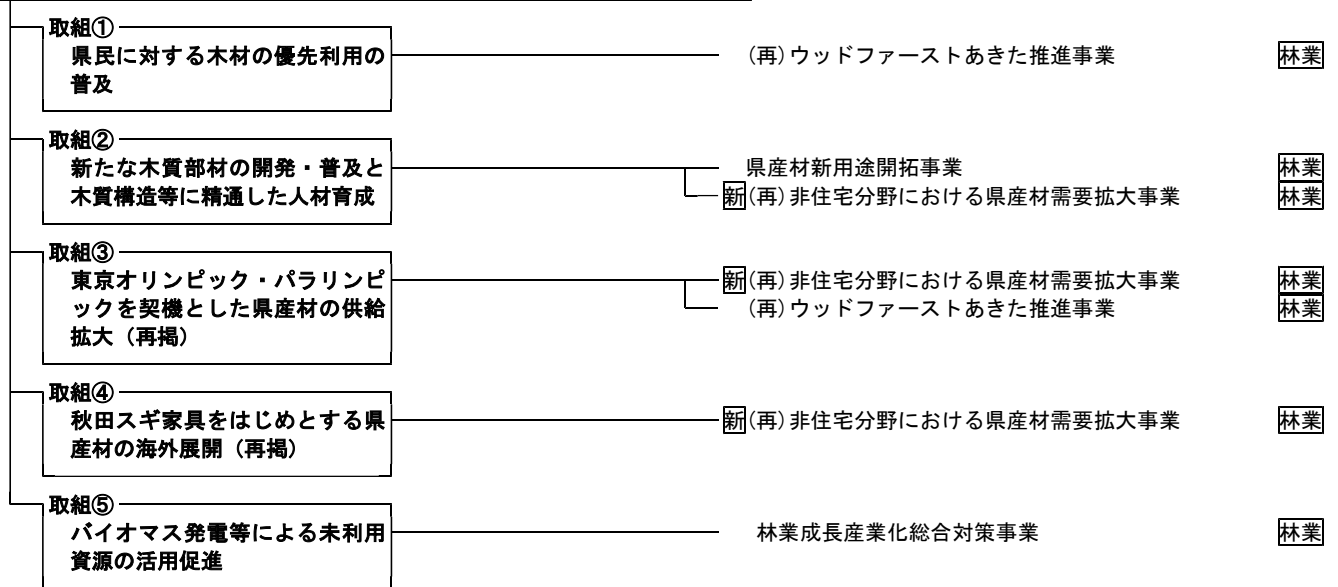 取組①
県民に対する木材の優先利用の (再)ウッドファーストあきた推進事業 林業
普及
取組②
新たな木質部材の開発・普及と 県産材新用途開拓事業 林業
木質構造等に精通した人材育成 新(再)非住宅分野における県産材需要拡大事業 林業
取組③
東京オリンピック・パラリンピ 新(再)非住宅分野における県産材需要拡大事業 林業
ックを契機とした県産材の供給 (再)ウッドファーストあきた推進事業 林業
拡大（再掲）
取組④
秋田スギ家具をはじめとする県 新(再)非住宅分野における県産材需要拡大事業 林業
産材の海外展開（再掲）
取組⑤
バイオマス発電等による未利用 林業成長産業化総合対策事業 林業
資源の活用促進